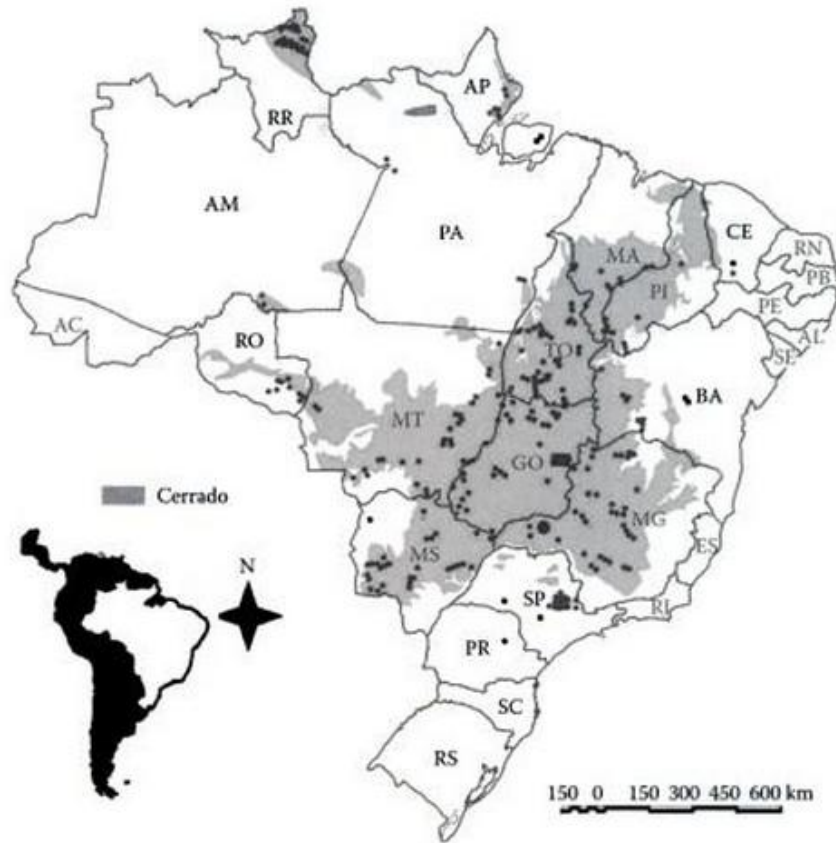 RR
AP
AM
PA
MA
CE
RN
PB
PI
PE
AC
RO
TO
AL
SE
BA
MT
GO
Cerrado
MG
ES
MS
N
SP
RJ
PR
SC
RS
150 0 150 300 450 600 km